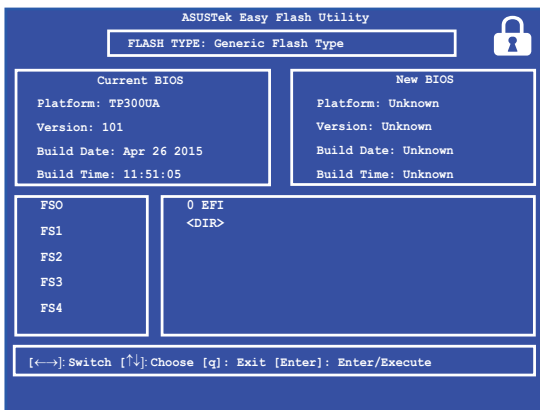 ASUSTek Easy Flash Utility
FLASH TYPE: Generic Flash Type
Current BIOS
Platform: TP300UA
Version: 101
Build Date: Apr 26 2015
Build Time: 11:51:05
New BIOS
Platform: Unknown
Version: Unknown
Build Date: Unknown
Build Time: Unknown
FSO
FS1
FS2
FS3
FS4
0 EFI
<DIR>
[←→]: Switch [↑↓]: Choose [q]: Exit [Enter]: Enter/Execute